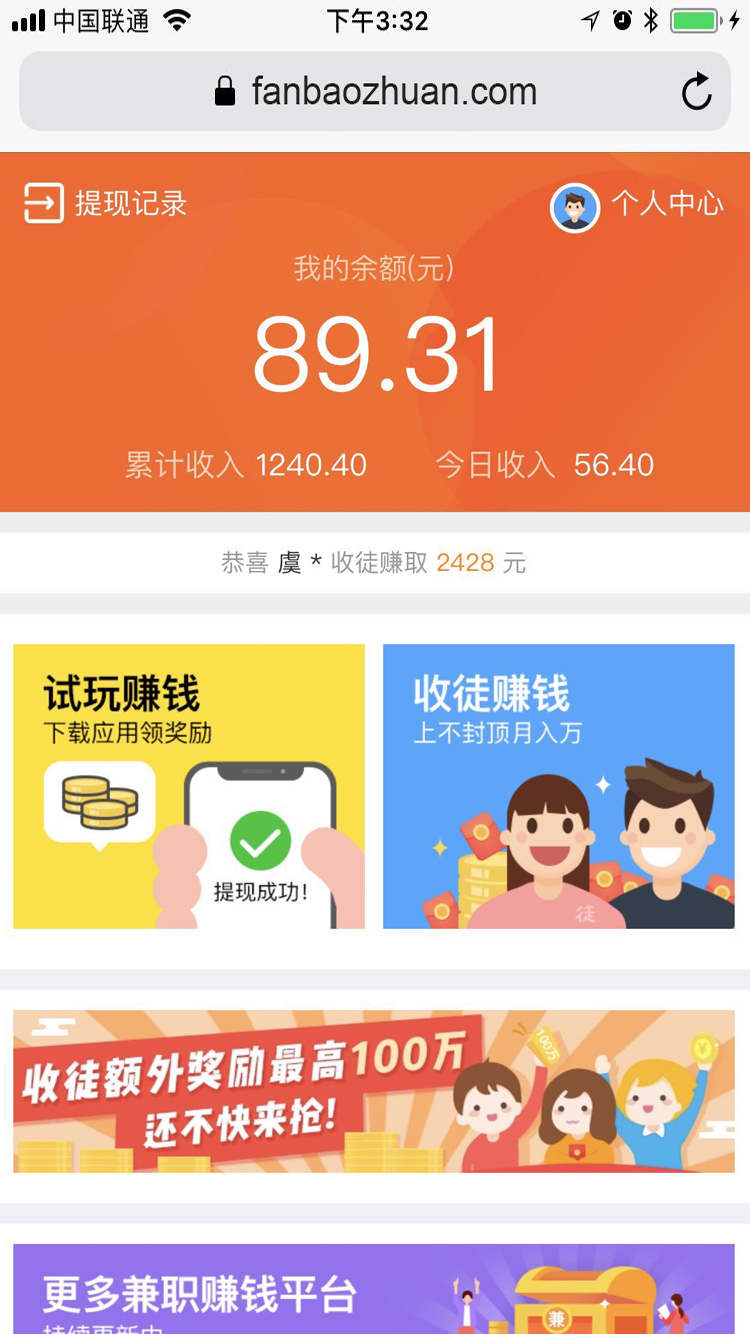 中国联通 下午3:32
fanbaozhuan.com
提现记录 个人中心
我的余额(元)
89.31
累计收入 1240.40 今日收入 56.40
恭喜 虞 * 收徒赚取 2428 元
试玩赚钱
下载应用领奖励
提现成功!
收徒赚钱
上不封顶月入万
徒
收徒额外奖励最高100万
还不快来抢!
100万
¥
更多兼职赚钱平台
持续更新中
兼